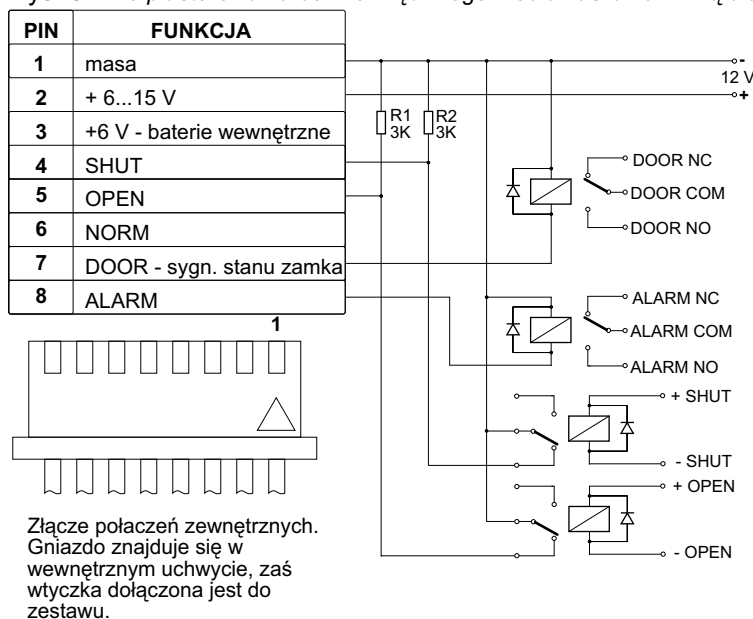 PIN FUNKCJA
1 masa
2 + 6...15 V
3 +6 V - baterie wewnętrzne
4 SHUT
5 OPEN
6 NORM
7 DOOR - sygn. stanu zamka
8 ALARM
-
12 V
+
R1
3K
R2
3K
DOOR NC
DOOR COM
DOOR NO
ALARM NC
ALARM COM
ALARM NO
+ SHUT
- SHUT
+ OPEN
- OPEN
1
Złącze połaczeń zewnętrznych.
Gniazdo znajduje się w
wewnętrznym uchwycie, zaś
wtyczka dołączona jest do
zestawu.